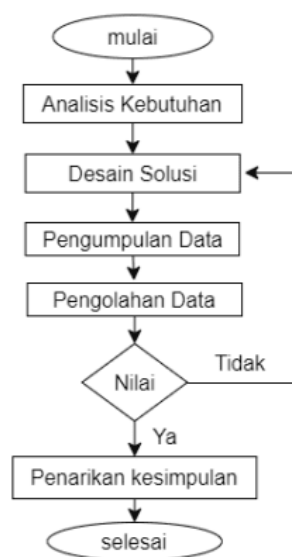 mulai
Analisis Kebutuhan
Desain Solusi
Pengumpulan Data
Pengolahan Data
Nilai
Tidak
Ya
Penarikan kesimpulan
selesai